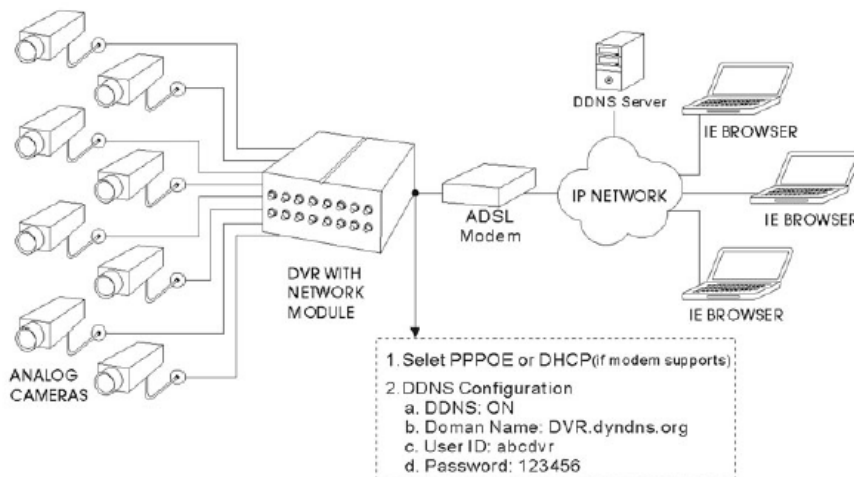 DDNS Server
IE BROWSER
IP NETWORK
IE BROWSER
ADSL
Modem
IE BROWSER
DVR WITH
NETWORK
MODULE
ANALOG
CAMERAS
1. Selet PPPOE or DHCP(if modem supports)
2. DDNS Configuration
a. DDNS: ON
b. Doman Name: DVR.dyndns.org
c. User ID: abcdvr
d. Password: 123456